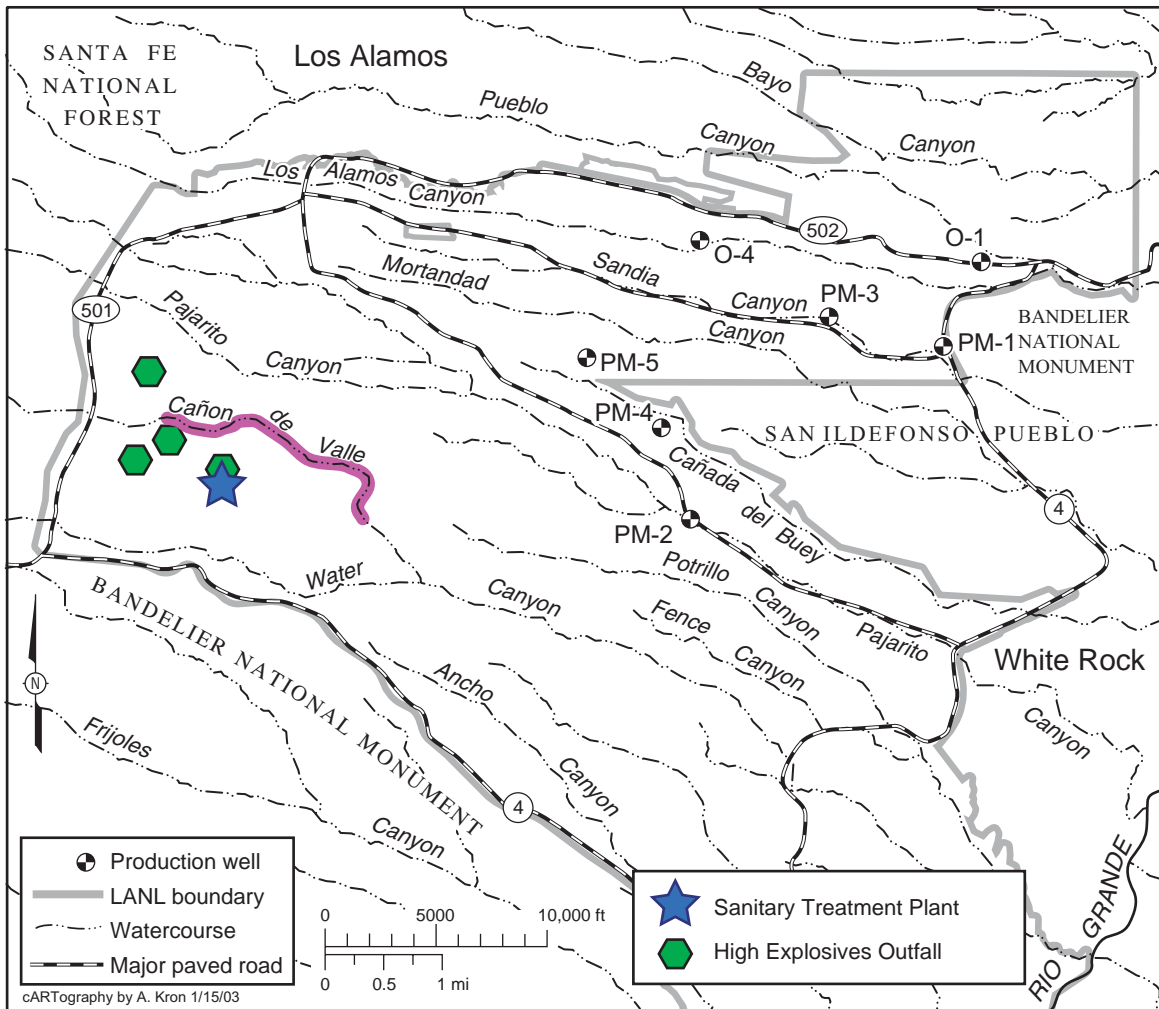 SANTA FE
NATIONAL
FOREST
Los Alamos
Bayo
Pueblo
Canyon
Canyon
Los Alamos
Canyon
502
O-1
O-4
Mortandad
Sandia
Canyon
PM-3
501
Pajarito
Canyon
Canyon
PM-1
BANDELIER
NATIONAL
MONUMENT
PM-5
Cañon de Valle
PM-4
SAN ILDEFONSO PUEBLO
Cañada
del Buey
4
PM-2
Water
Canyon
Potrillo
Canyon
Fence
Canyon
Pajarito
White Rock
Canyon
BANDELIER NATIONAL MONUMENT
Ancho
Canyon
N
Frijoles
Canyon
4
RIO GRANDE
Production well
LANL boundary
Watercourse
Major paved road
cARTography by A. Kron 1/15/03
0 5000 10,000 ft
0 0.5 1 mi
Sanitary Treatment Plant
High Explosives Outfall